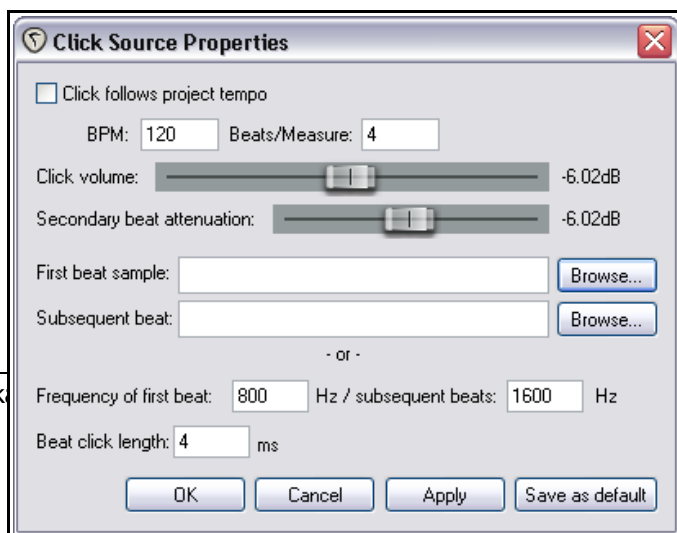 Click Source Properties
Click follows project tempo
BPM: 120 Beats/Measure: 4
Click volume: -6.02dB
Secondary beat attenuation: -6.02dB
First beat sample: Browse...
Subsequent beat: Browse...
- or -
Frequency of first beat: 800 Hz / subsequent beats: 1600 Hz
Beat click length: 4 ms
OK Cancel Apply Save as default